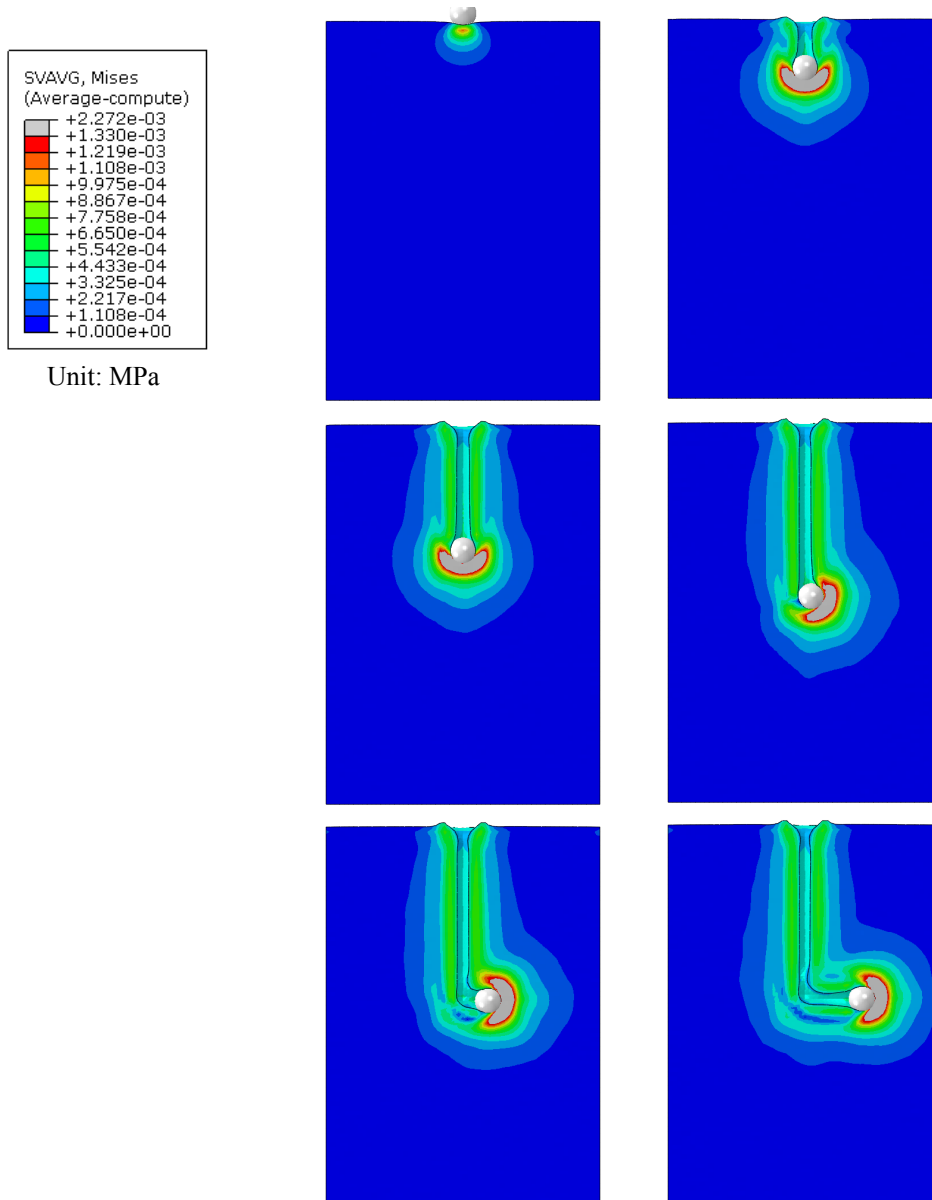 SVAVG, Mises
(Average-compute)
+2.272e-03
+1.330e-03
+1.219e-03
+1.108e-03
+9.975e-04
+8.867e-04
+7.758e-04
+6.650e-04
+5.542e-04
+4.433e-04
+3.325e-04
+2.217e-04
+1.108e-04
+0.000e+00
Unit: MPa